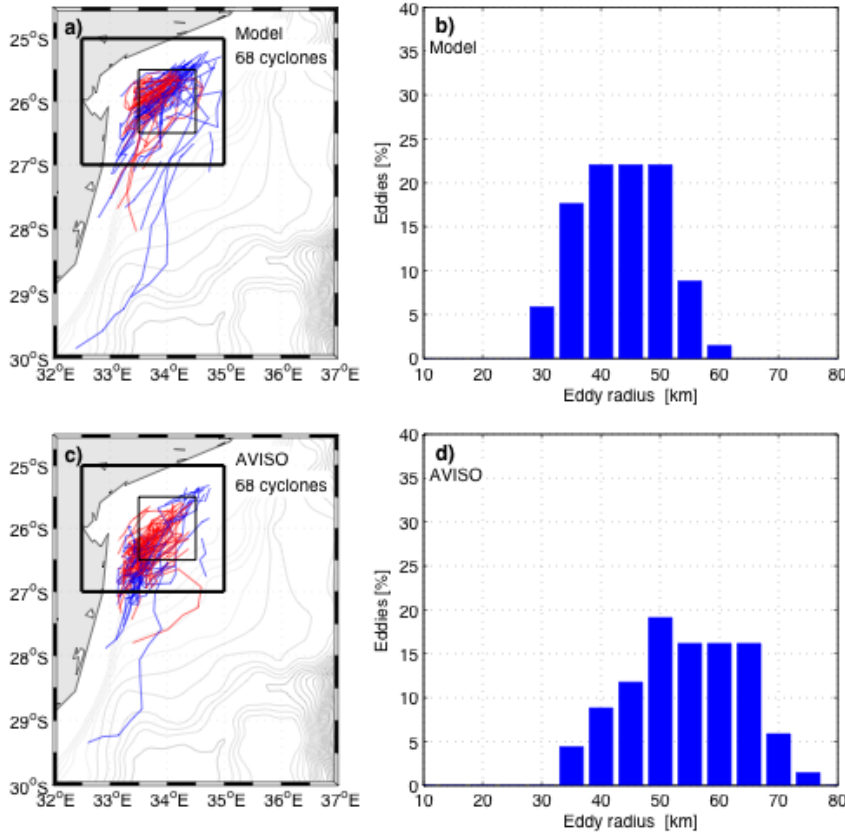 a)
Model
68 cyclones
25°S
26°S
27°S
28°S
29°S
30°S
32°E 33°E 34°E 35°E 36°E 37°E
b)
Model
40
35
30
25
20
15
10
5
0
Eddies [%]
10 20 30 40 50 60 70 80
Eddy radius [km]
c)
AVISO
68 cyclones
25°S
26°S
27°S
28°S
29°S
30°S
32°E 33°E 34°E 35°E 36°E 37°E
d)
AVISO
40
35
30
25
20
15
10
5
0
Eddies [%]
10 20 30 40 50 60 70 80
Eddy radius [km]